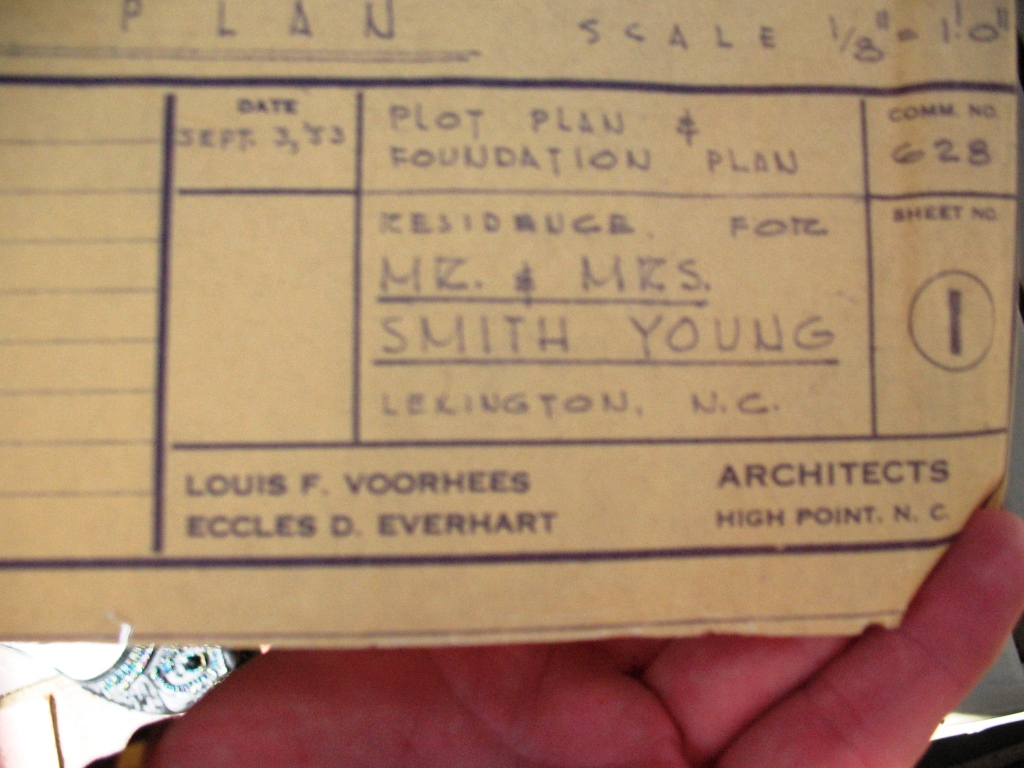 PLAN SCALE 1/8" = 1'.0"
DATE
SEPT. 3, '53
PLOT PLAN &
FOUNDATION PLAN
COMM. NO.
628
RESIDENCE FOR
MR. & MRS.
SMITH YOUNG
LEXINGTON, N.C.
SHEET NO.
1
LOUIS F. VOORHEES ARCHITECTS
ECCLES D. EVERHART HIGH POINT, N. C.